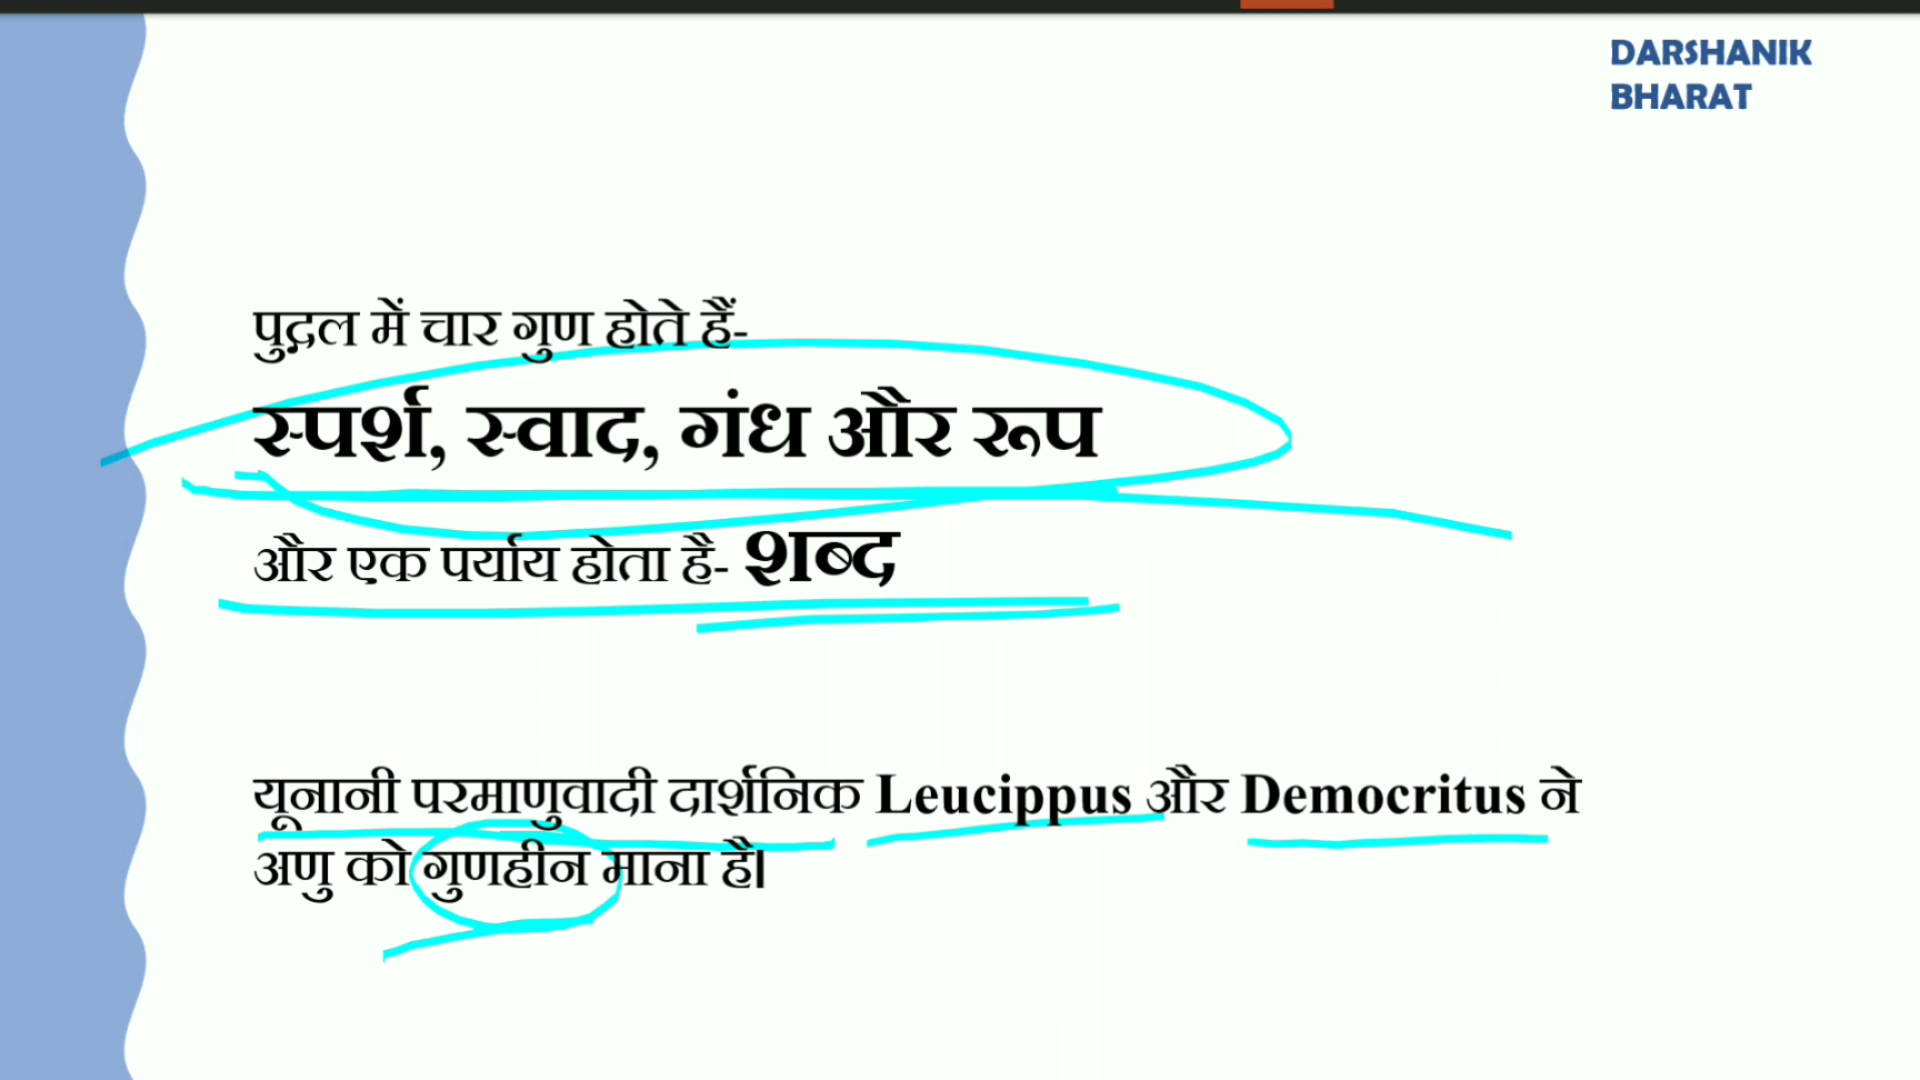 DARSHANIK
BHARAT
पुद्गल में चार गुण होते हैं-
स्पर्श, स्वाद, गंध और रूप
और एक पर्याय होता है- शब्द
यूनानी परमाणुवादी दार्शनिक Leucippus और Democritus ने
अणु को गुणहीन माना है।